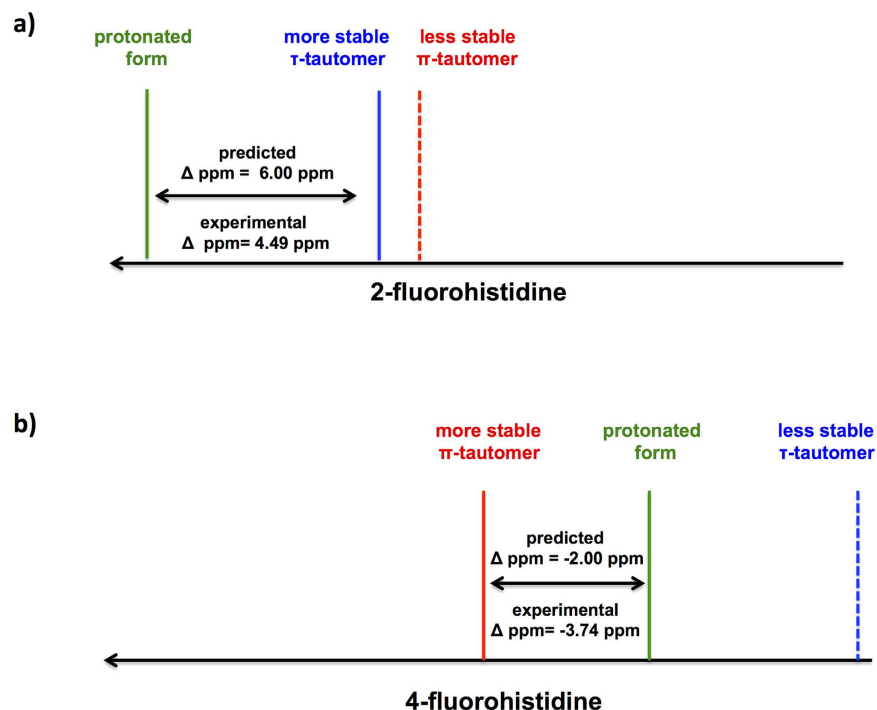 a)
protonated
form
more stable
τ-tautomer
less stable
π-tautomer
predicted
Δ ppm = 6.00 ppm
experimental
Δ ppm= 4.49 ppm
2-fluorohistidine
b)
more stable
π-tautomer
protonated
form
less stable
τ-tautomer
predicted
Δ ppm = -2.00 ppm
experimental
Δ ppm= -3.74 ppm
4-fluorohistidine